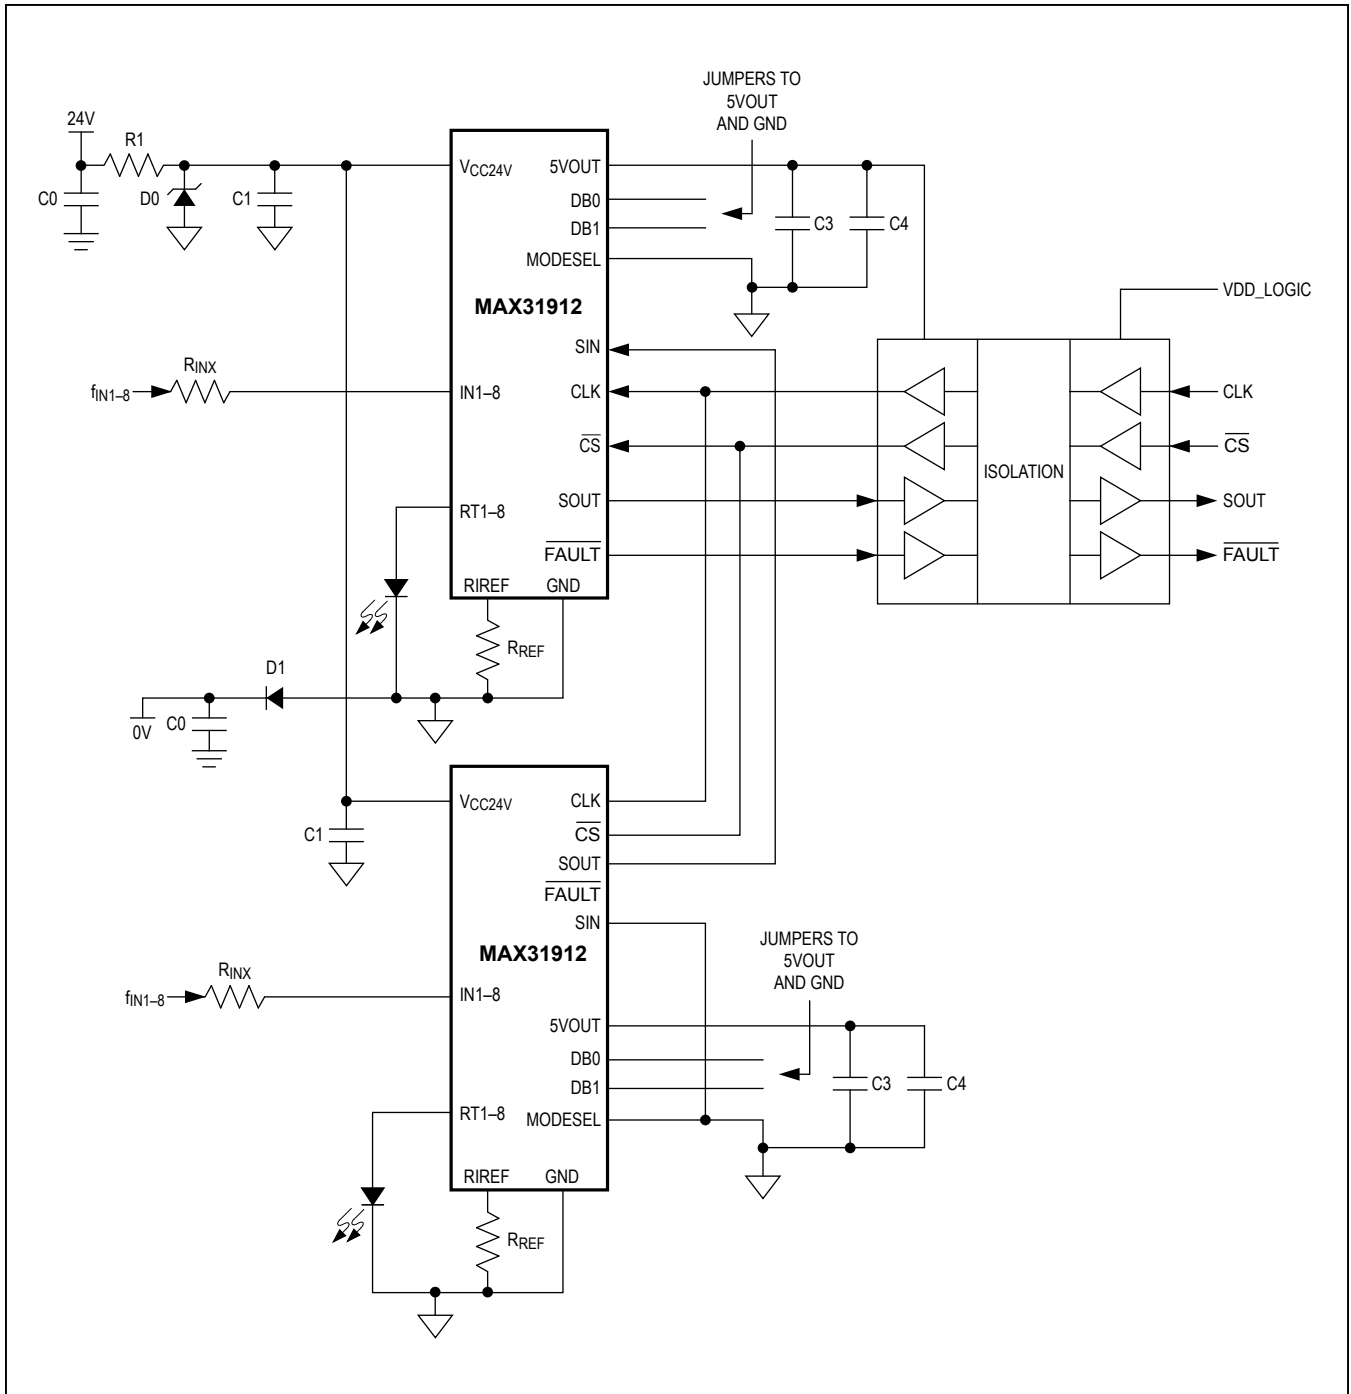 JUMPERS TO
5VOUT
AND GND
24V
R1
C0
D0
C1
VCC24V
5VOUT
DB0
DB1
MODESEL
C3
C4
MAX31912
VDD_LOGIC
SIN
RINX
fIN1–8
IN1–8
CLK
CLK
CS
CS
ISOLATION
RT1–8
SOUT
SOUT
FAULT
FAULT
RIREF
GND
RREF
D1
0V
C0
VCC24V
CLK
C1
CS
SOUT
FAULT
SIN
MAX31912
JUMPERS TO
5VOUT
AND GND
RINX
fIN1–8
IN1–8
5VOUT
DB0
DB1
C3
C4
RT1–8
MODESEL
RIREF
GND
RREF